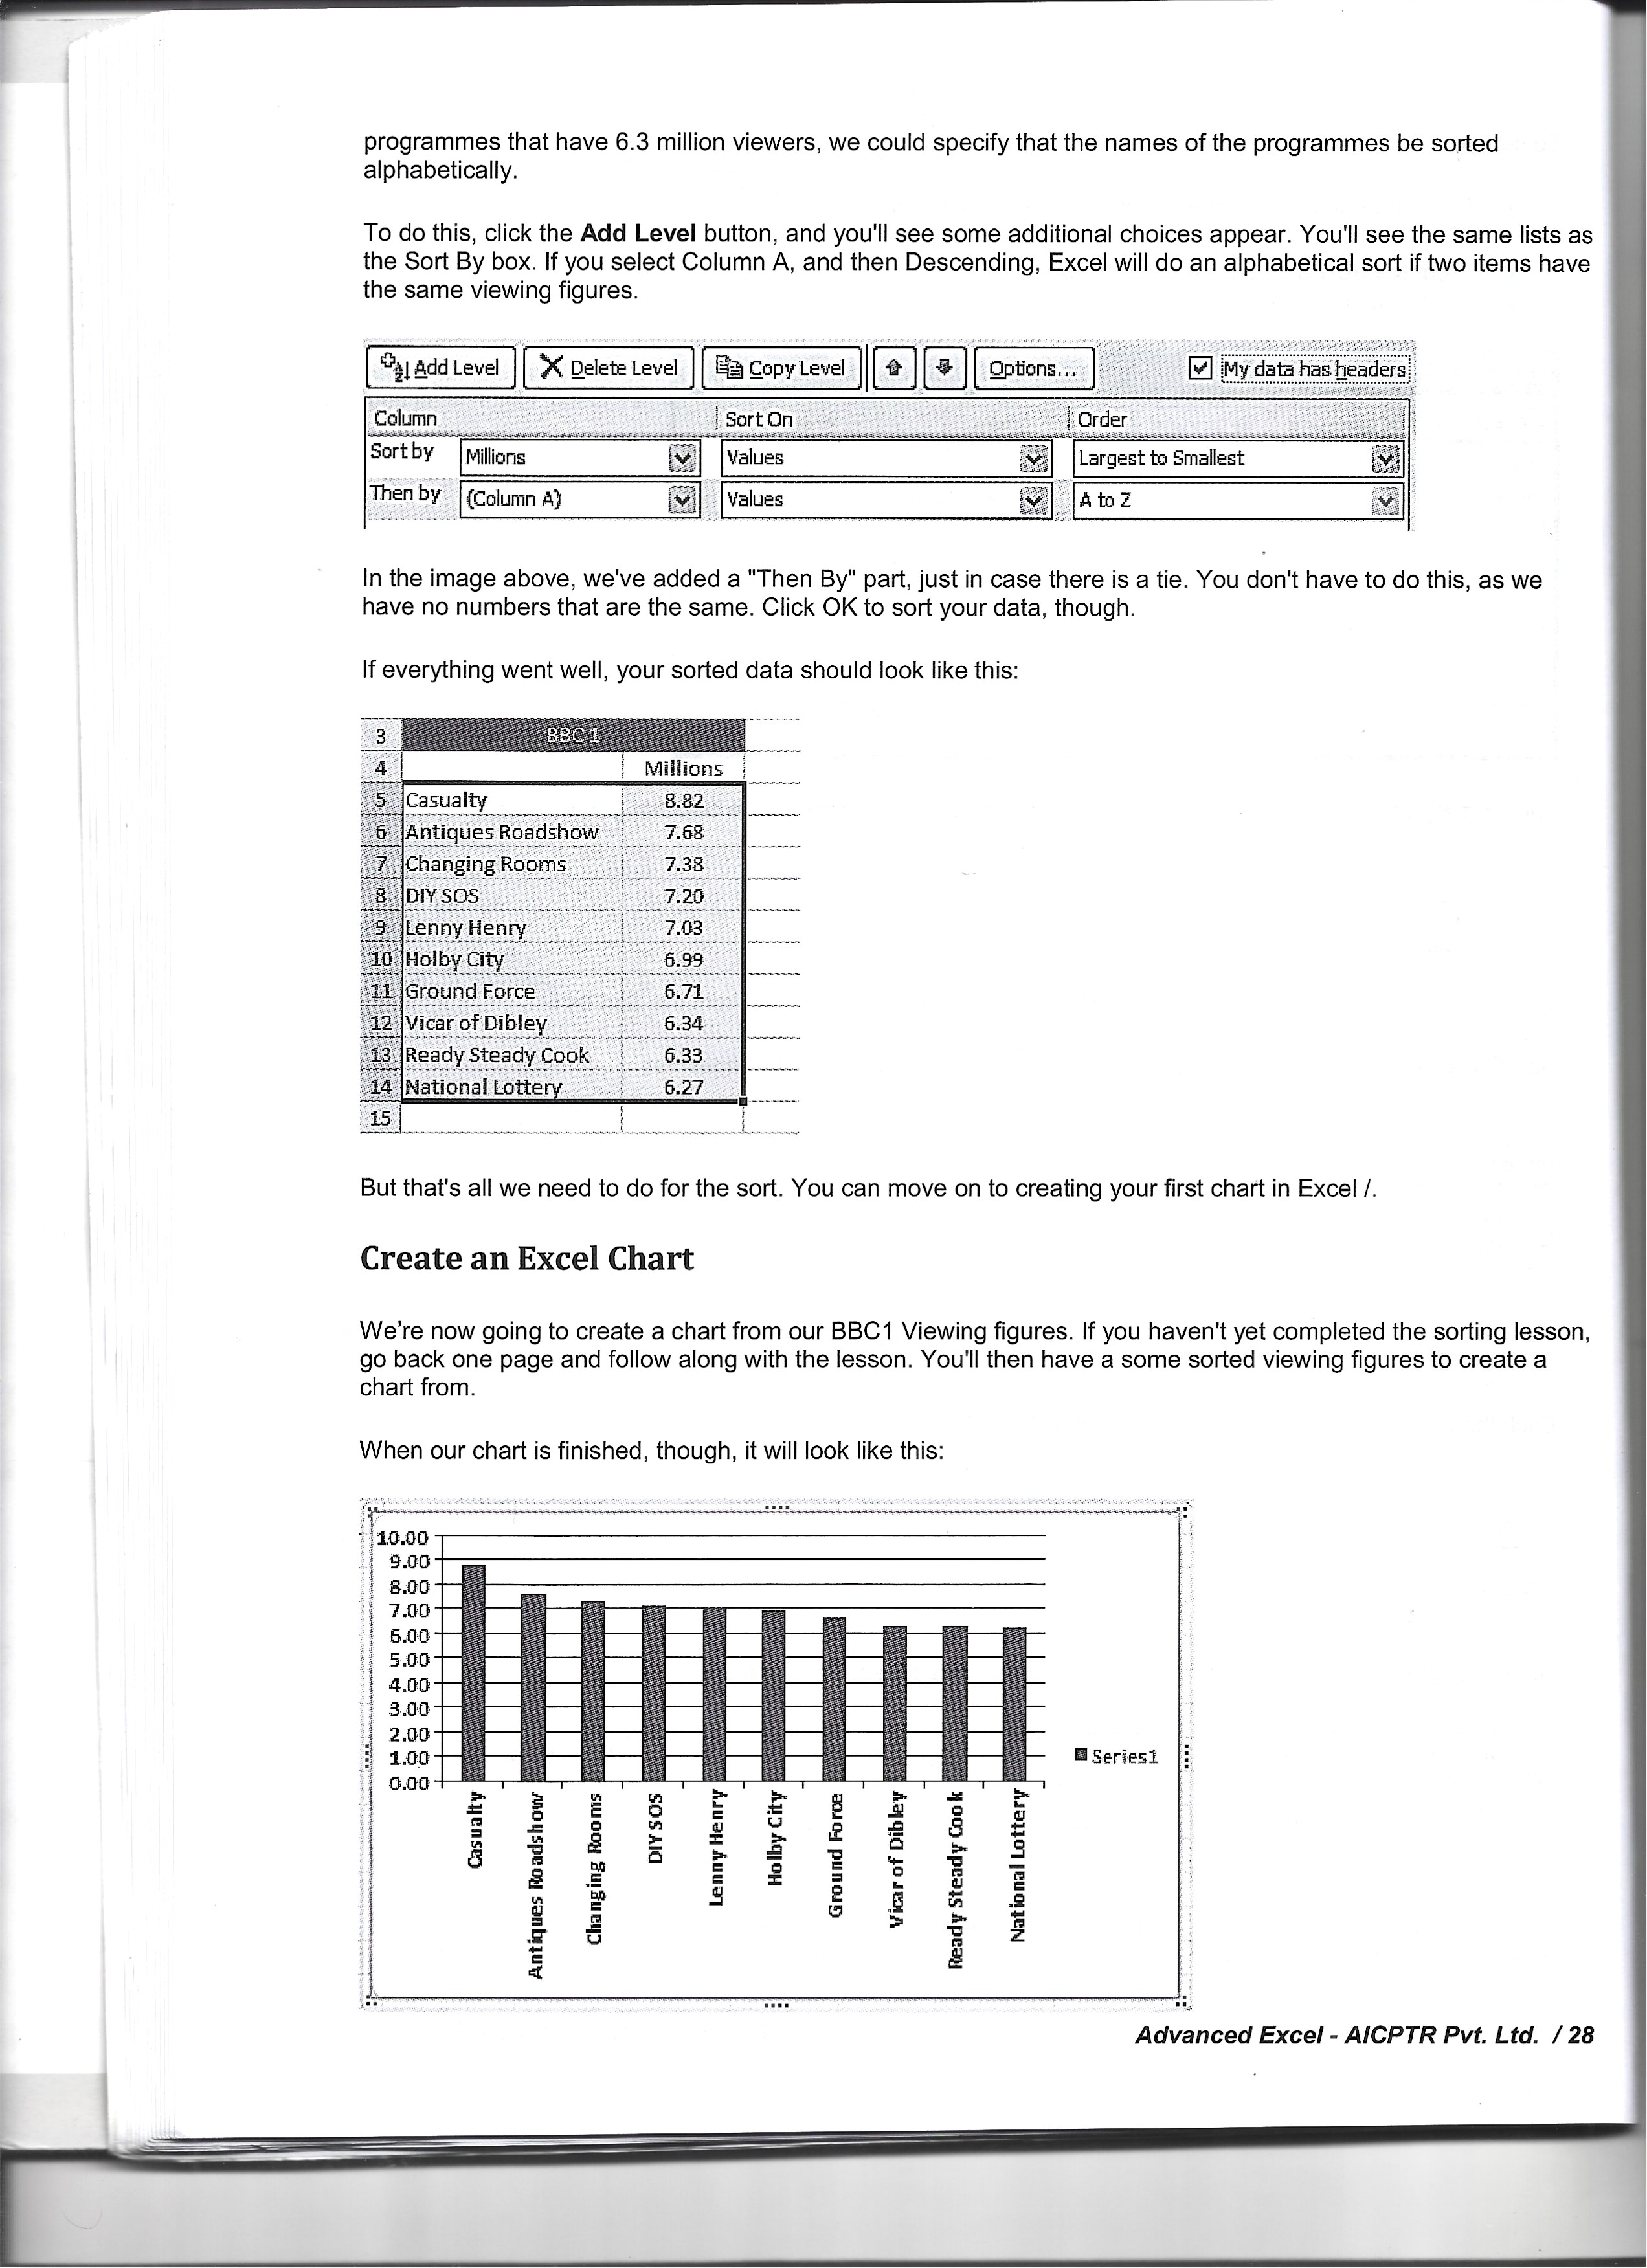 programmes that have 6.3 million viewers, we could specify that the names of the programmes be sorted
alphabetically.
To do this, click the Add Level button, and you'll see some additional choices appear. You'll see the same lists as
the Sort By box. If you select Column A, and then Descending, Excel will do an alphabetical sort if two items have
the same viewing figures.
Add Level Delete Level Copy Level Options... My data has headers
Column Sort On Order
Sort by Millions Values Largest to Smallest
Then by (Column A) Values A to Z
In the image above, we've added a "Then By" part, just in case there is a tie. You don't have to do this, as we
have no numbers that are the same. Click OK to sort your data, though.
If everything went well, your sorted data should look like this:
3 BBC 1
4 Millions
5 Casualty 8.82
6 Antiques Roadshow 7.68
7 Changing Rooms 7.38
8 DIY SOS 7.20
9 Lenny Henry 7.03
10 Holby City 6.99
11 Ground Force 6.71
12 Vicar of Dibley 6.34
13 Ready Steady Cook 6.33
14 National Lottery 6.27
15
But that's all we need to do for the sort. You can move on to creating your first chart in Excel /.
Create an Excel Chart
We're now going to create a chart from our BBC1 Viewing figures. If you haven't yet completed the sorting lesson,
go back one page and follow along with the lesson. You'll then have a some sorted viewing figures to create a
chart from.
When our chart is finished, though, it will look like this:
10.00
9.00
8.00
7.00
6.00
5.00
4.00
3.00
2.00
1.00
0.00
Series1
Casualty
Antiques Roadshow
Changing Rooms
DIY SOS
Lenny Henry
Holby City
Ground Force
Vicar of Dibley
Ready Steady Cook
National Lottery
Advanced Excel - AICPTR Pvt. Ltd. / 28